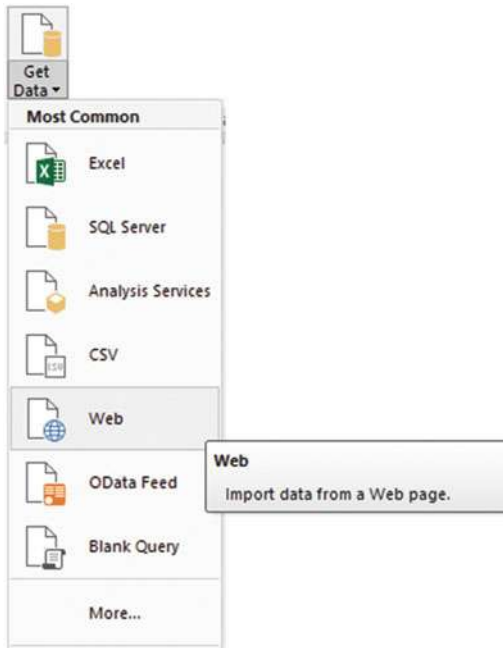 Get
Data
Most Common
Excel
SQL Server
Analysis Services
CSV
Web
Web
Import data from a Web page.
OData Feed
Blank Query
More...